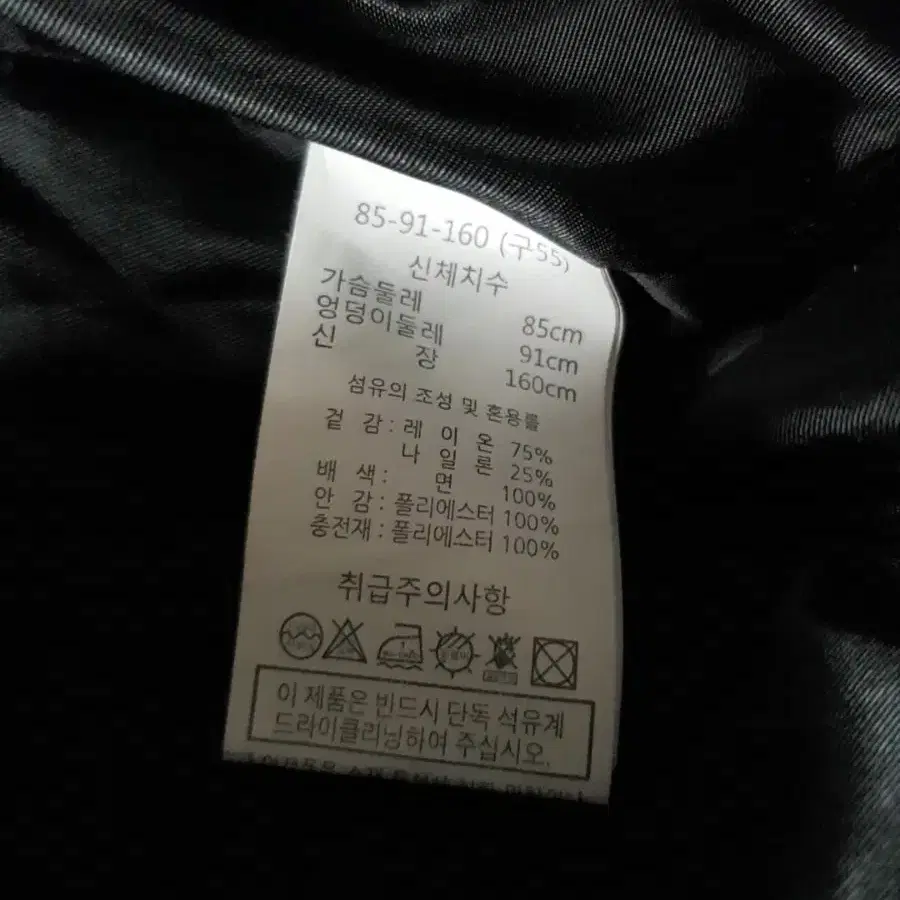 85-91-160 (구55)
신체치수
가슴둘레 85cm
엉덩이둘레 91cm
신 장 160cm
섬유의 조성 및 혼용률
겉 감 : 레 이 온 75%
나 일 론 25%
배 색 : 면 100%
안 감 : 폴리에스터 100%
충전재 : 폴리에스터 100%
취급주의사항
이 제품은 반드시 단독 석유계
드라이클리닝하여 주십시오.